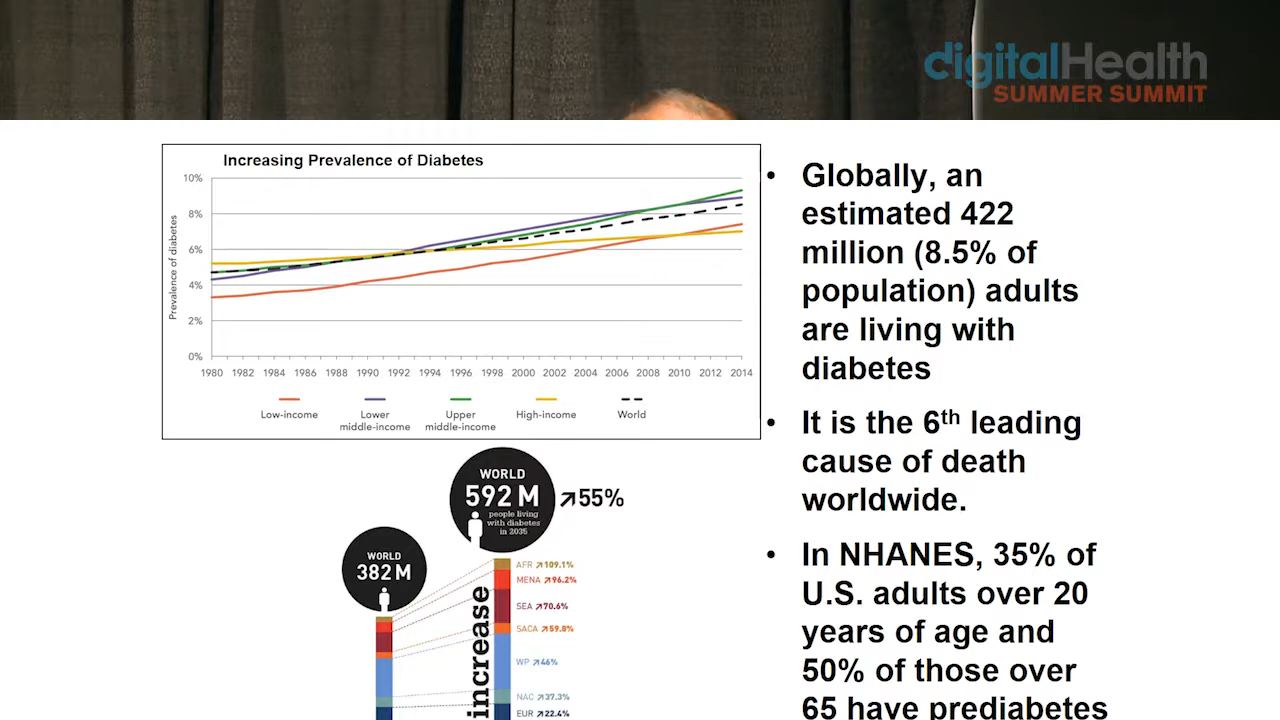 digitalHealth
SUMMER SUMMIT
Increasing Prevalence of Diabetes
10%
8%
6%
4%
2%
0%
Prevalence of diabetes
1980 1982 1984 1986 1988 1990 1992 1994 1996 1998 2000 2002 2004 2006 2008 2010 2012 2014
Low-income
Lower
middle-income
Upper
middle-income
High-income
World
WORLD
382 M
WORLD
592 M
people living
with diabetes
in 2035
↗55%
increase
AFR ↗109.1%
MENA ↗96.2%
SEA ↗70.6%
SACA ↗59.8%
WP ↗46%
NAC ↗37.3%
EUR ↗22.4%
• Globally, an
estimated 422
million (8.5% of
population) adults
are living with
diabetes
• It is the 6th leading
cause of death
worldwide.
• In NHANES, 35% of
U.S. adults over 20
years of age and
50% of those over
65 have prediabetes